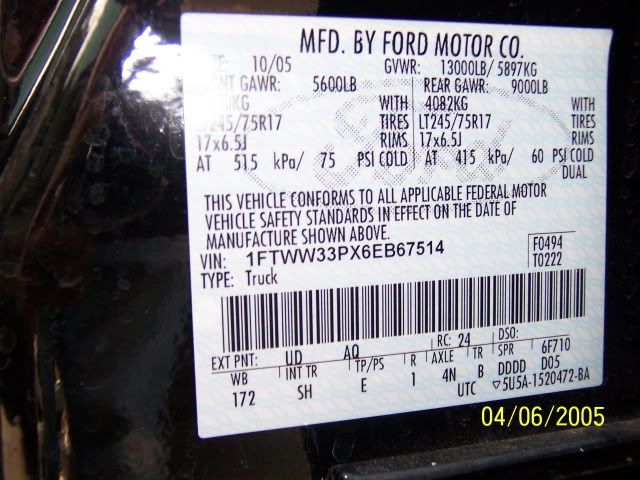 MFD. BY FORD MOTOR CO.
10/05 GVWR: 13000LB/ 5897KG
GAWR: 5600LB REAR GAWR: 9000LB
WITH 4082KG WITH
245/75R17 TIRES LT245/75R17 TIRES
17x6.5J RIMS 17x6.5J RIMS
AT 515 kPa/ 75 PSI COLD AT 415 kPa/ 60 PSI COLD
DUAL
THIS VEHICLE CONFORMS TO ALL APPLICABLE FEDERAL MOTOR
VEHICLE SAFETY STANDARDS IN EFFECT ON THE DATE OF
MANUFACTURE SHOWN ABOVE.
VIN: 1FTWW33PX6EB67514 F0494
TYPE: Truck T0222
EXT PNT: UD AQ RC: 24 DSO:
WB INT TR TP/PS R AXLE TR SPR 6F710
172 SH E 1 4N B DDDD D05
UTC ▽5U5A-1520472-BA
04/06/2005